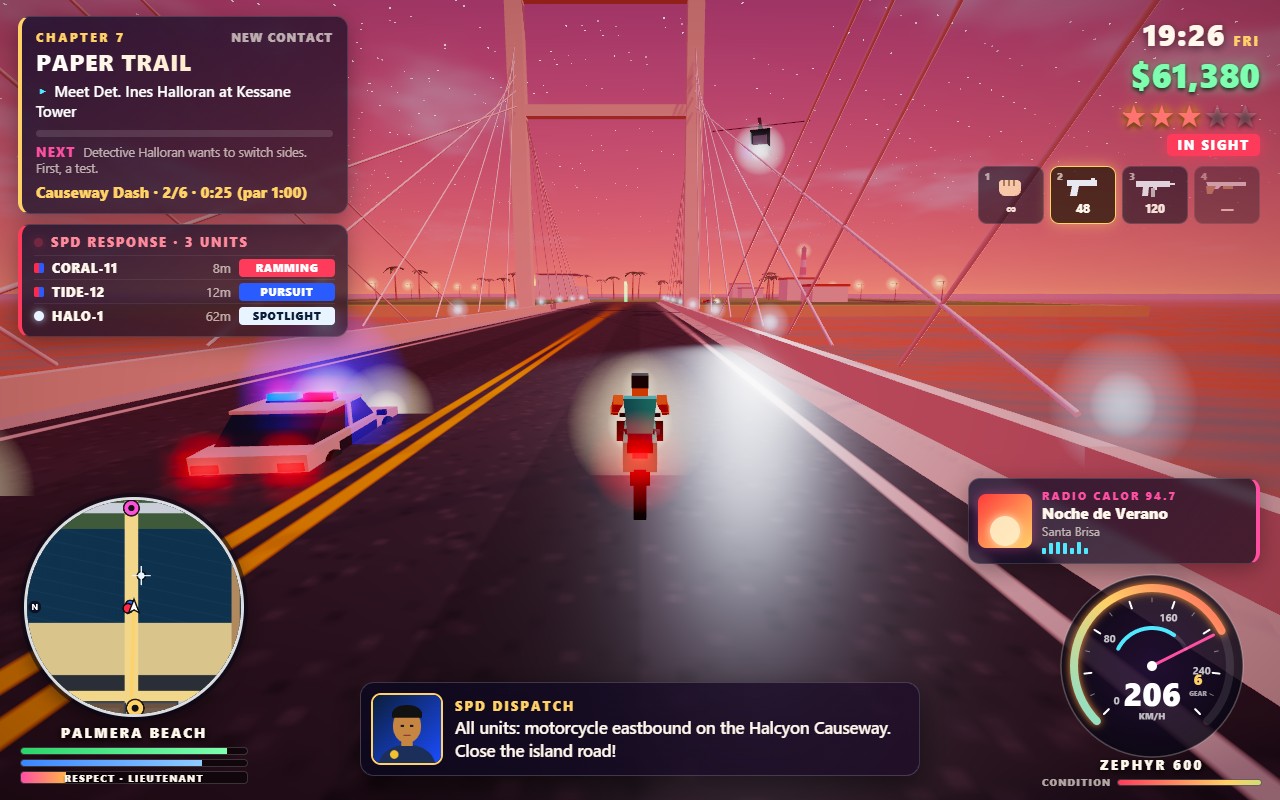 CHAPTER 7 NEW CONTACT
PAPER TRAIL
► Meet Det. Ines Halloran at Kessane
Tower
NEXT Detective Halloran wants to switch sides.
First, a test.
Causeway Dash · 2/6 · 0:25 (par 1:00)
SPD RESPONSE · 3 UNITS
CORAL-11 8m RAMMING
TIDE-12 12m PURSUIT
HALO-1 62m SPOTLIGHT
19:26 FRI
$61,380
IN SIGHT
1 ∞
2 48
3 120
4 —
RADIO CALOR 94.7
Noche de Verano
Santa Brisa
N
PALMERA BEACH
RESPECT · LIEUTENANT
SPD DISPATCH
All units: motorcycle eastbound on the Halcyon Causeway.
Close the island road!
0 80 160 240
6
GEAR
206
KM/H
ZEPHYR 600
CONDITION